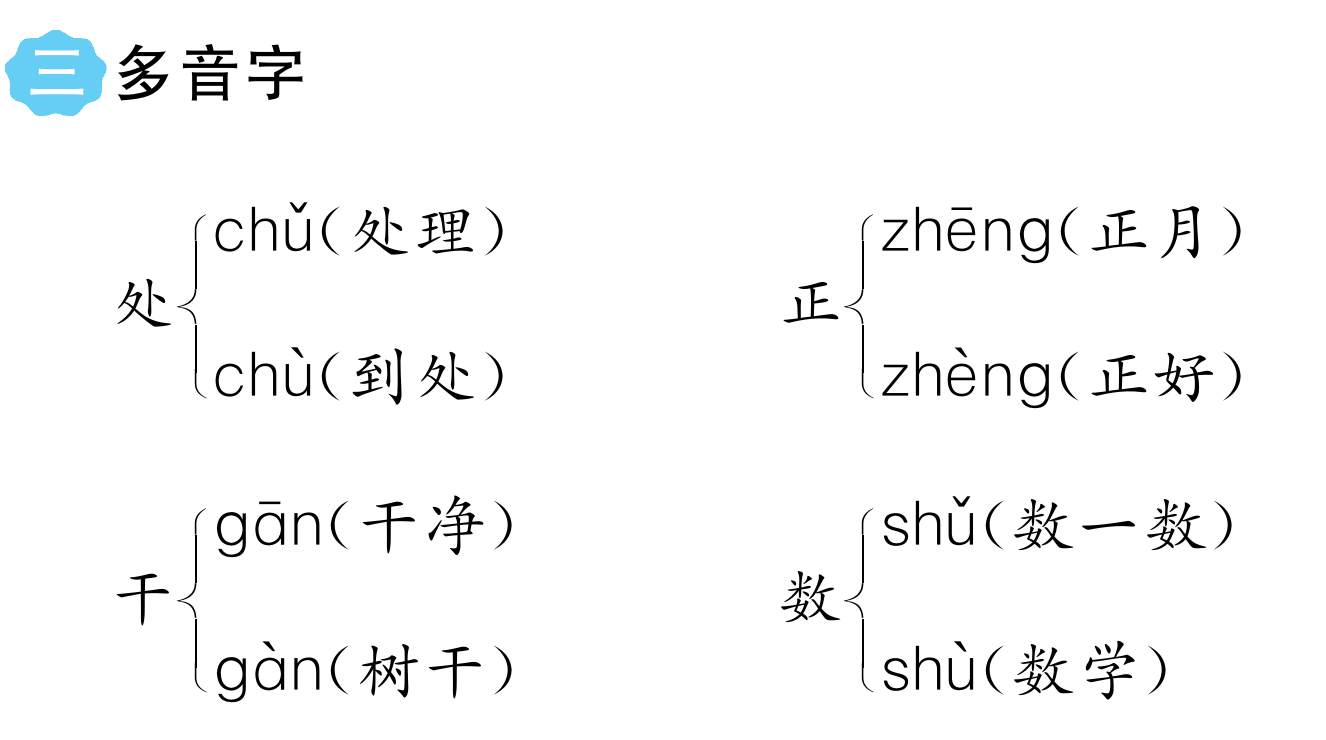 三 多音字
处
chǔ(处理)
chù(到处)
正
zhēng(正月)
zhèng(正好)
干
gān(干净)
gàn(树干)
数
shǔ(数一数)
shù(数学)